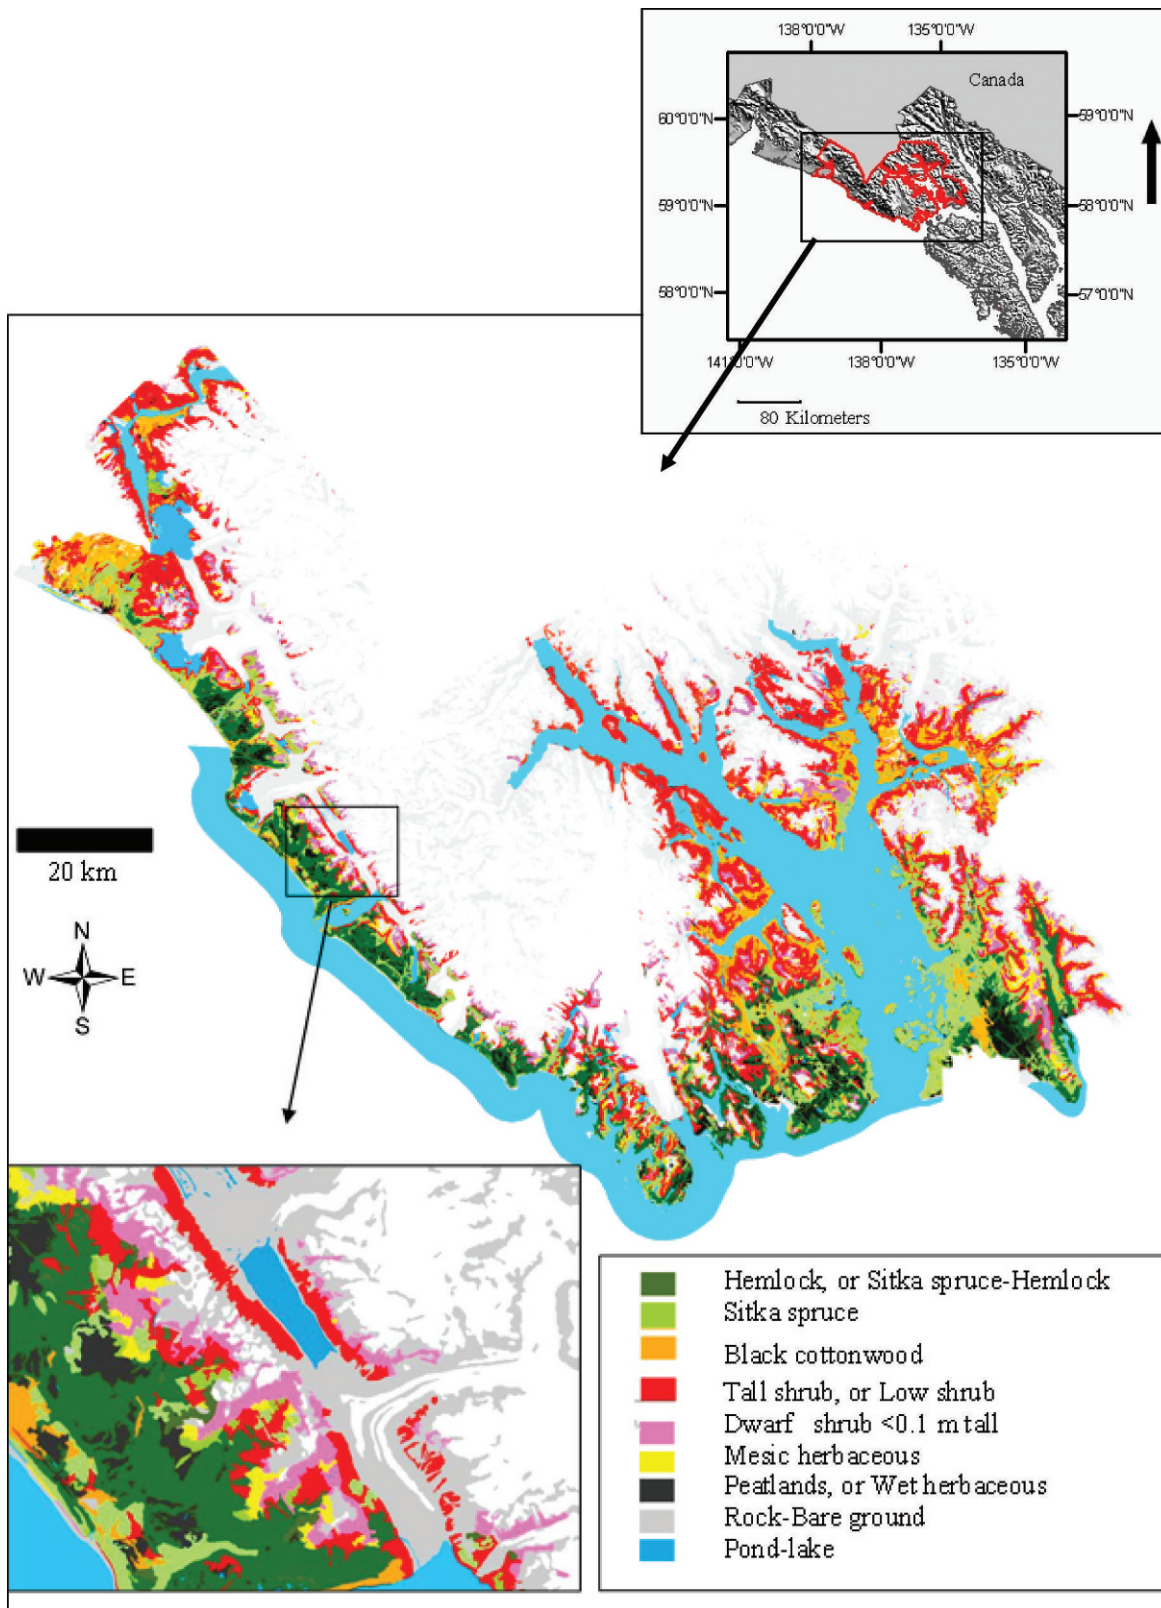 138°0'0"W 135°0'0"W
Canada
60°0'0"N 59°0'0"N
59°0'0"N 58°0'0"N
58°0'0"N 57°0'0"N
141°0'0"W 138°0'0"W 135°0'0"W
80 Kilometers
20 km
N
W E
S
Hemlock, or Sitka spruce-Hemlock
Sitka spruce
Black cottonwood
Tall shrub, or Low shrub
Dwarf shrub <0.1 m tall
Mesic herbaceous
Peatlands, or Wet herbaceous
Rock-Bare ground
Pond-lake